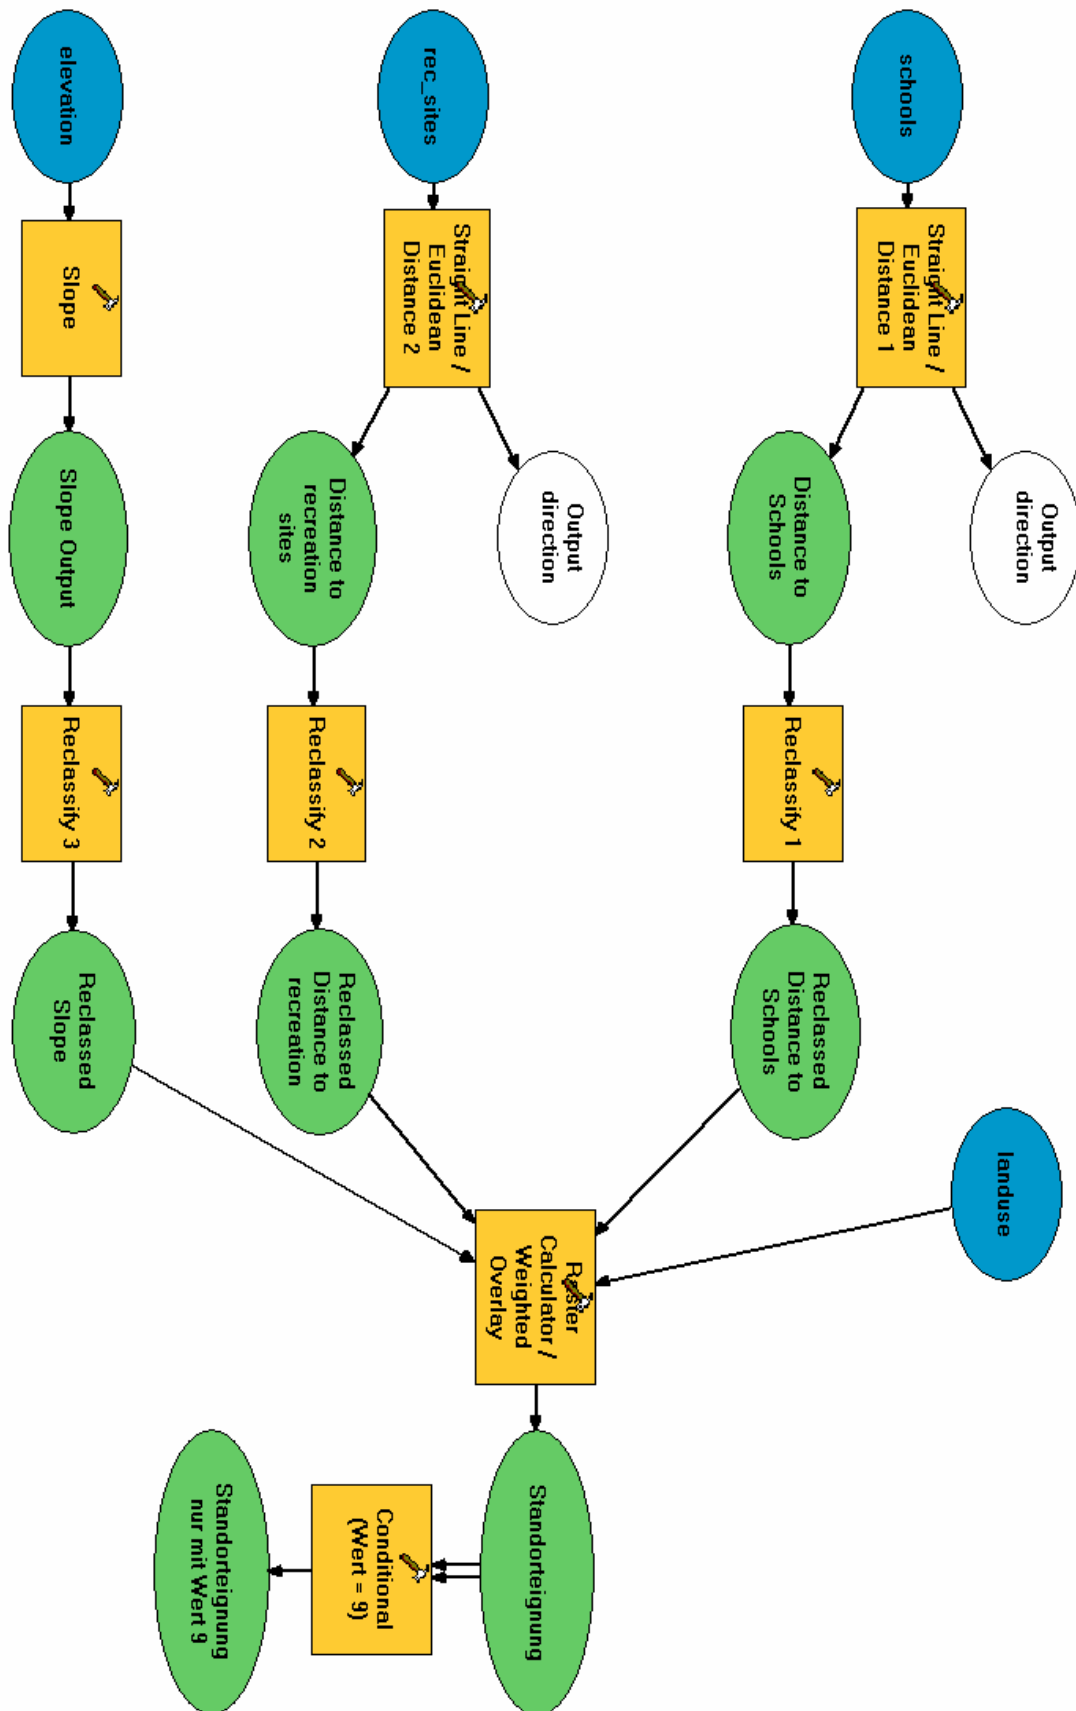 schools
Straight Line /
Euclidean
Distance 1
Output
direction
Distance to
Schools
Reclassify 1
Reclassed
Distance to
Schools
landuse
rec_sites
Straight Line /
Euclidean
Distance 2
Output
direction
Distance to
recreation
sites
Reclassify 2
Reclassed
Distance to
recreation
Raster
Calculator /
Weighted
Overlay
Standorteignung
elevation
Slope
Slope Output
Reclassify 3
Reclassed
Slope
Conditional
(Wert = 9)
Standorteignung
nur mit Wert 9